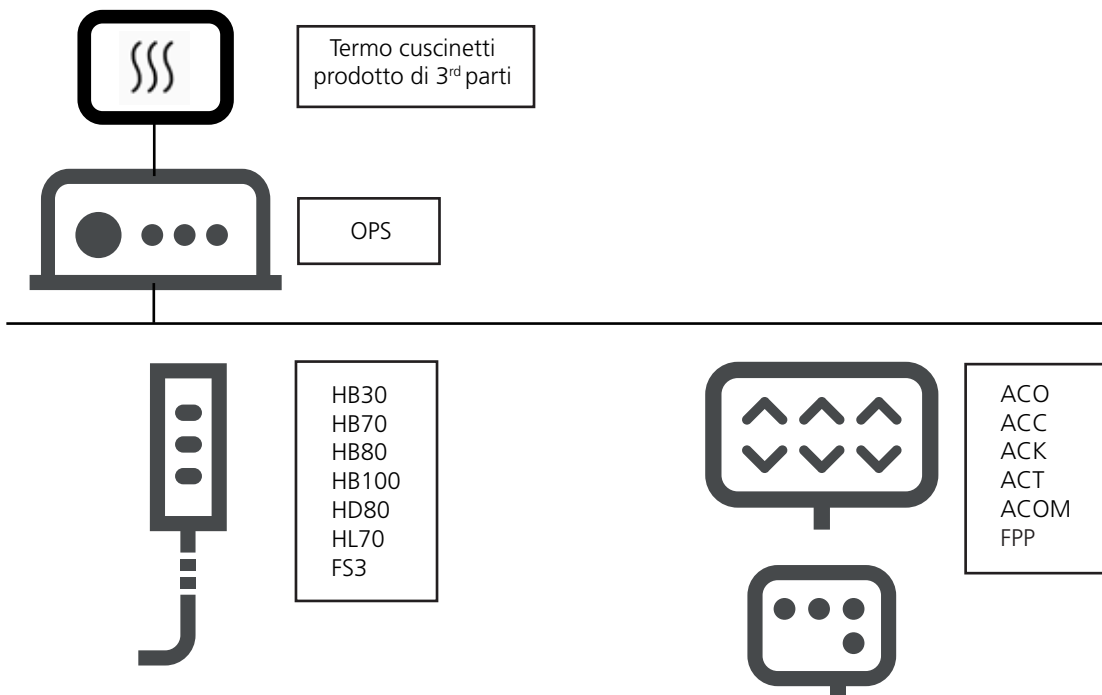 Termo cuscinetti
prodotto di 3rd parti
OPS
HB30
HB70
HB80
HB100
HD80
HL70
FS3
ACO
ACC
ACK
ACT
ACOM
FPP